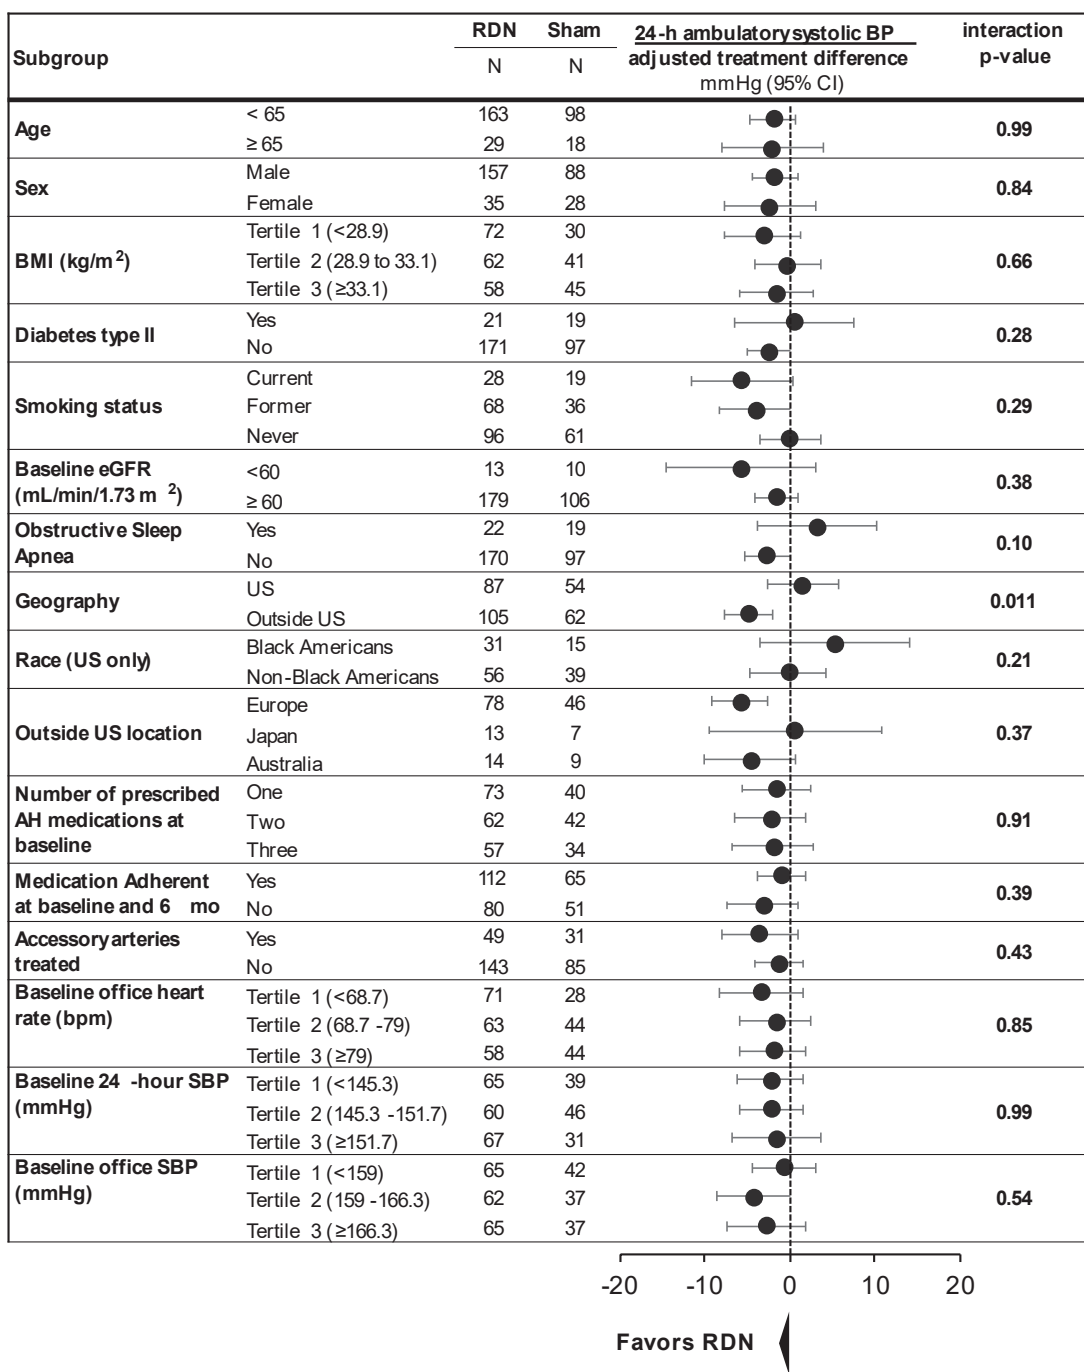 Subgroup RDN Sham 24-h ambulatory systolic BP interaction
N N adjusted treatment difference p-value
mmHg (95% CI)
Age < 65 163 98 0.99
≥ 65 29 18
Sex Male 157 88 0.84
Female 35 28
BMI (kg/m²) Tertile 1 (<28.9) 72 30 0.66
Tertile 2 (28.9 to 33.1) 62 41
Tertile 3 (≥33.1) 58 45
Diabetes type II Yes 21 19 0.28
No 171 97
Smoking status Current 28 19 0.29
Former 68 36
Never 96 61
Baseline eGFR <60 13 10 0.38
(mL/min/1.73 m ²) ≥ 60 179 106
Obstructive Sleep Yes 22 19 0.10
Apnea No 170 97
Geography US 87 54 0.011
Outside US 105 62
Race (US only) Black Americans 31 15 0.21
Non-Black Americans 56 39
Outside US location Europe 78 46 0.37
Japan 13 7
Australia 14 9
Number of prescribed One 73 40 0.91
AH medications at Two 62 42
baseline Three 57 34
Medication Adherent Yes 112 65 0.39
at baseline and 6 mo No 80 51
Accessory arteries Yes 49 31 0.43
treated No 143 85
Baseline office heart Tertile 1 (<68.7) 71 28 0.85
rate (bpm) Tertile 2 (68.7 -79) 63 44
Tertile 3 (≥79) 58 44
Baseline 24 -hour SBP Tertile 1 (<145.3) 65 39 0.99
(mmHg) Tertile 2 (145.3 -151.7) 60 46
Tertile 3 (≥151.7) 67 31
Baseline office SBP Tertile 1 (<159) 65 42 0.54
(mmHg) Tertile 2 (159 -166.3) 62 37
Tertile 3 (≥166.3) 65 37
-20 -10 0 10 20
Favors RDN